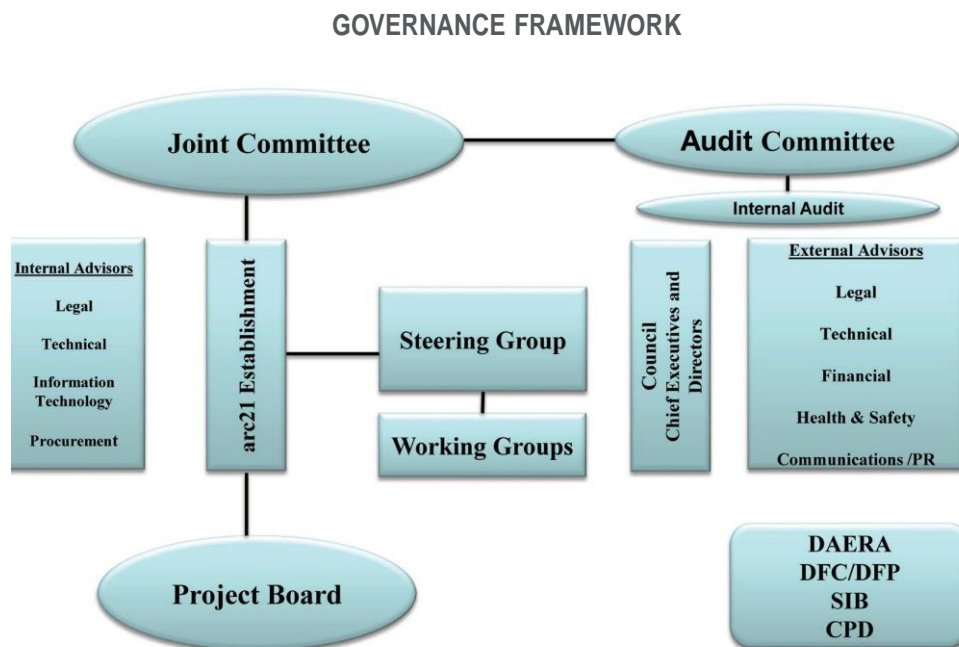 GOVERNANCE FRAMEWORK
Joint Committee
Audit Committee
Internal Audit
Internal Advisors
Legal
Technical
Information
Technology
Procurement
arc21 Establishment
Steering Group
Working Groups
Council
Chief Executives and
Directors
External Advisors
Legal
Technical
Financial
Health & Safety
Communications /PR
Project Board
DAERA
DFC/DFP
SIB
CPD